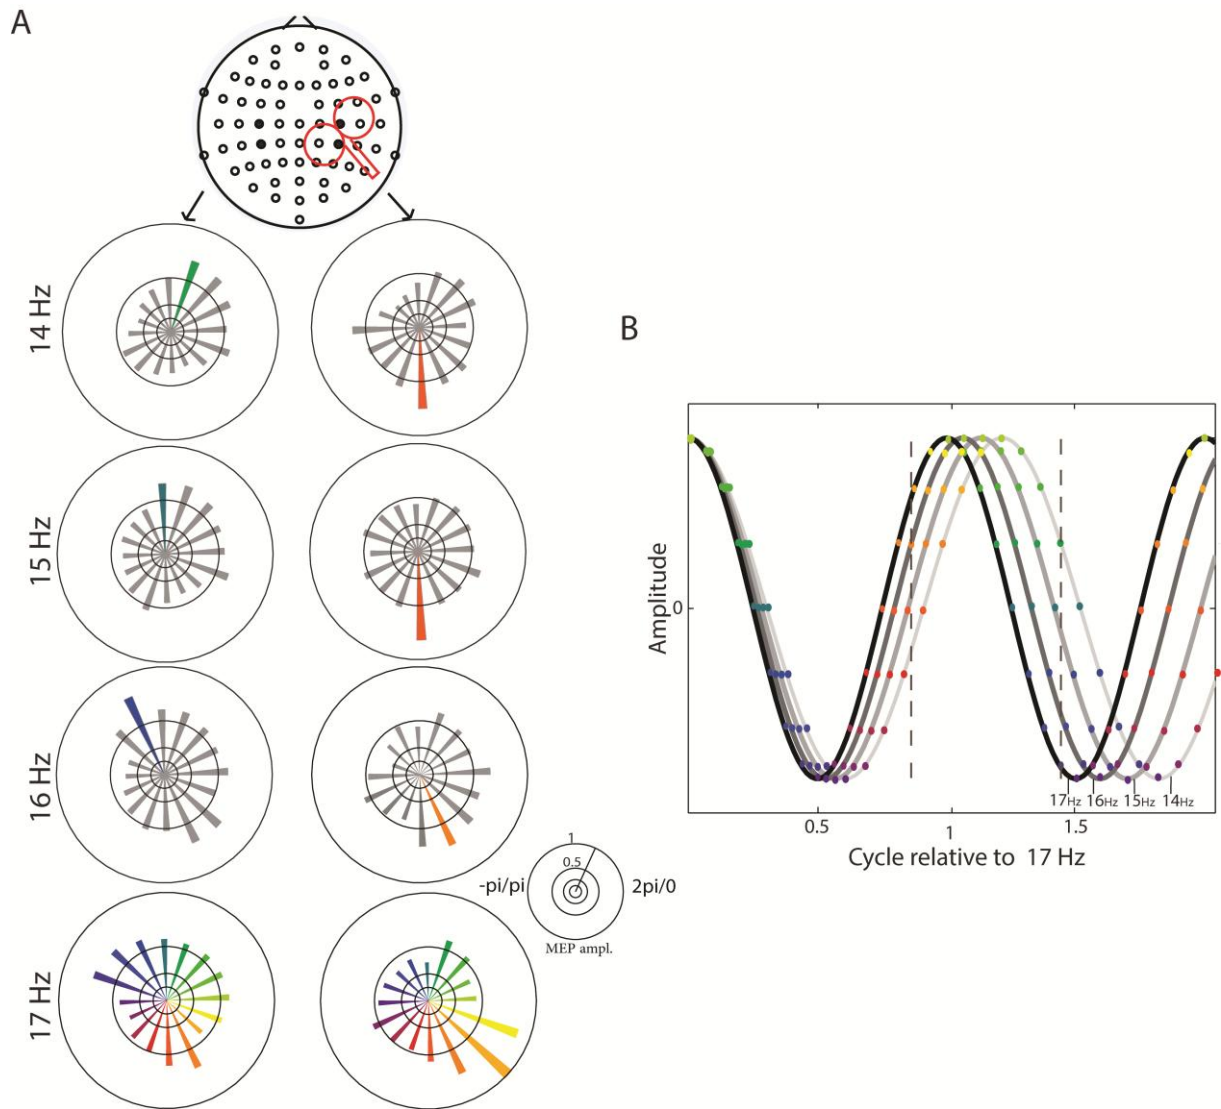 A
14 Hz
15 Hz
16 Hz
17 Hz
1
0.5
-pi/pi
2pi/0
MEP ampl.
B
Amplitude
0
17Hz
16Hz
15Hz
14Hz
0.5
1
1.5
Cycle relative to 17 Hz